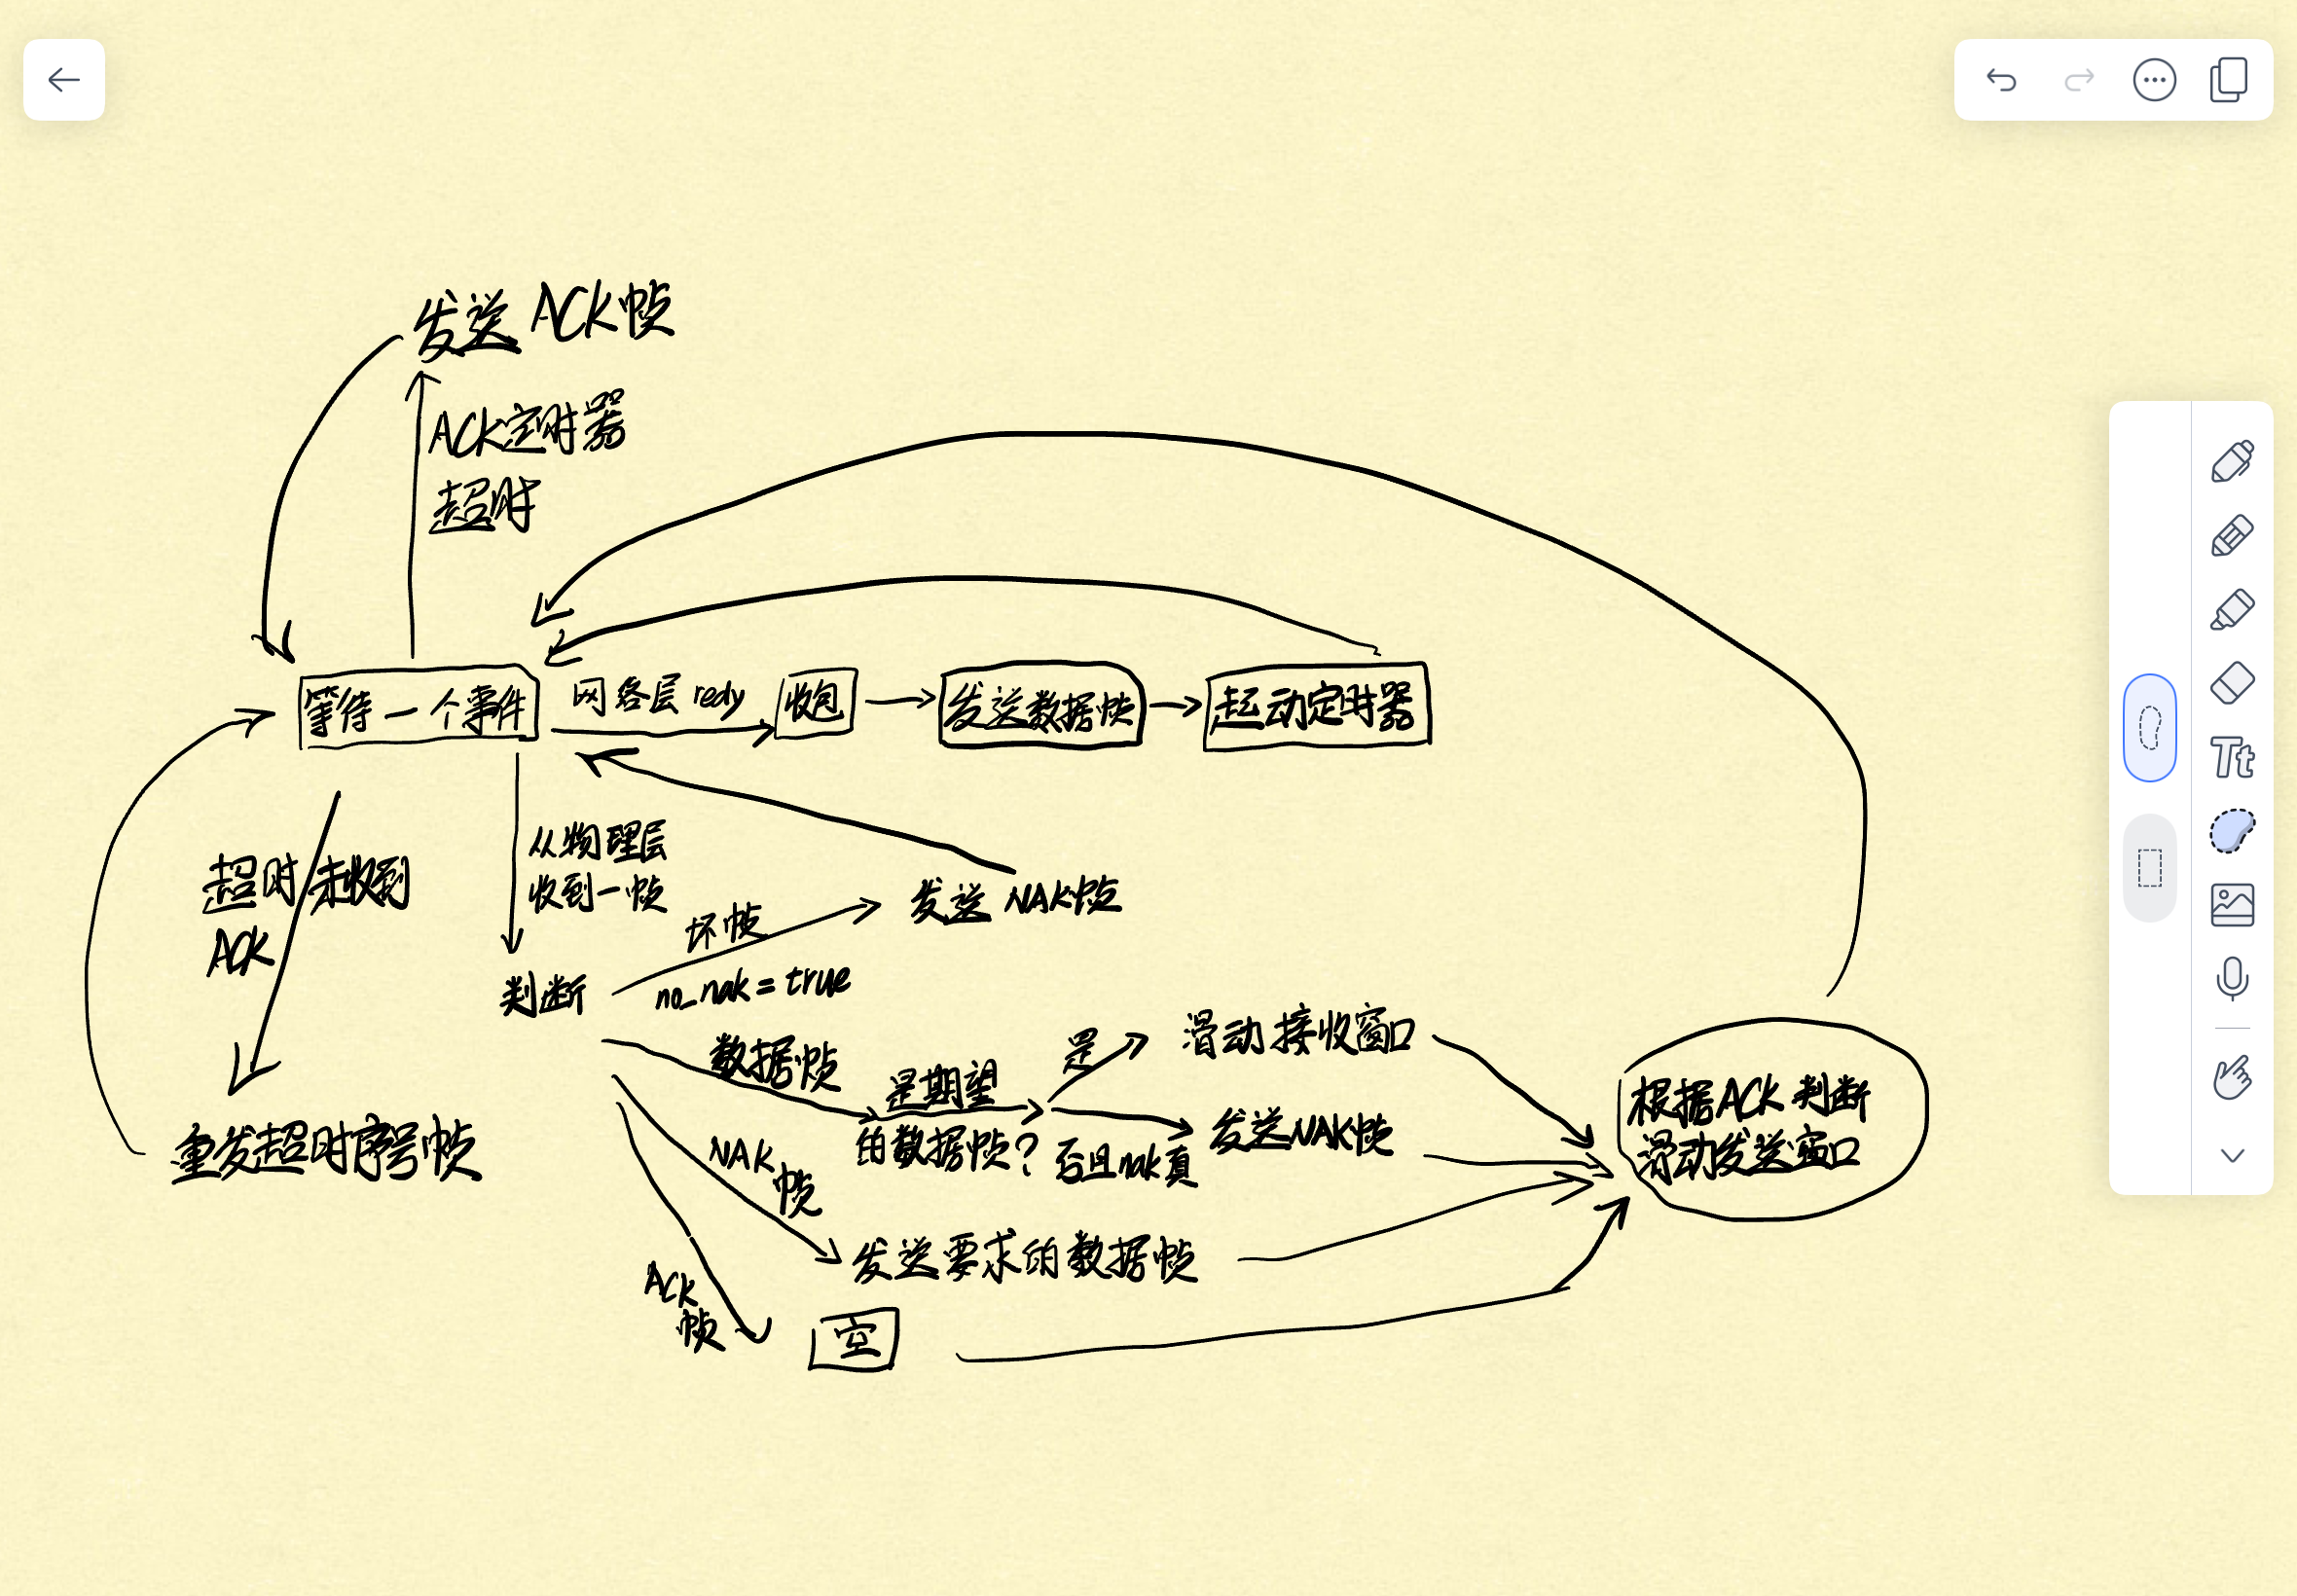 发送 ACK帧
ACK定时器
超时
等待一个事件
网络层 redy
收包
发送数据帧
起动定时器
从物理层
收到一帧
超时未收到
ACK
坏帧
no_nak = true
发送 NAK帧
判断
数据帧
是期望
的数据帧?
是
滑动接收窗口
否且nak真
发送NAK帧
根据ACK判断
滑动发送窗口
重发超时序号帧
NAK
帧
发送要求的数据帧
ACK
帧
空
Tt